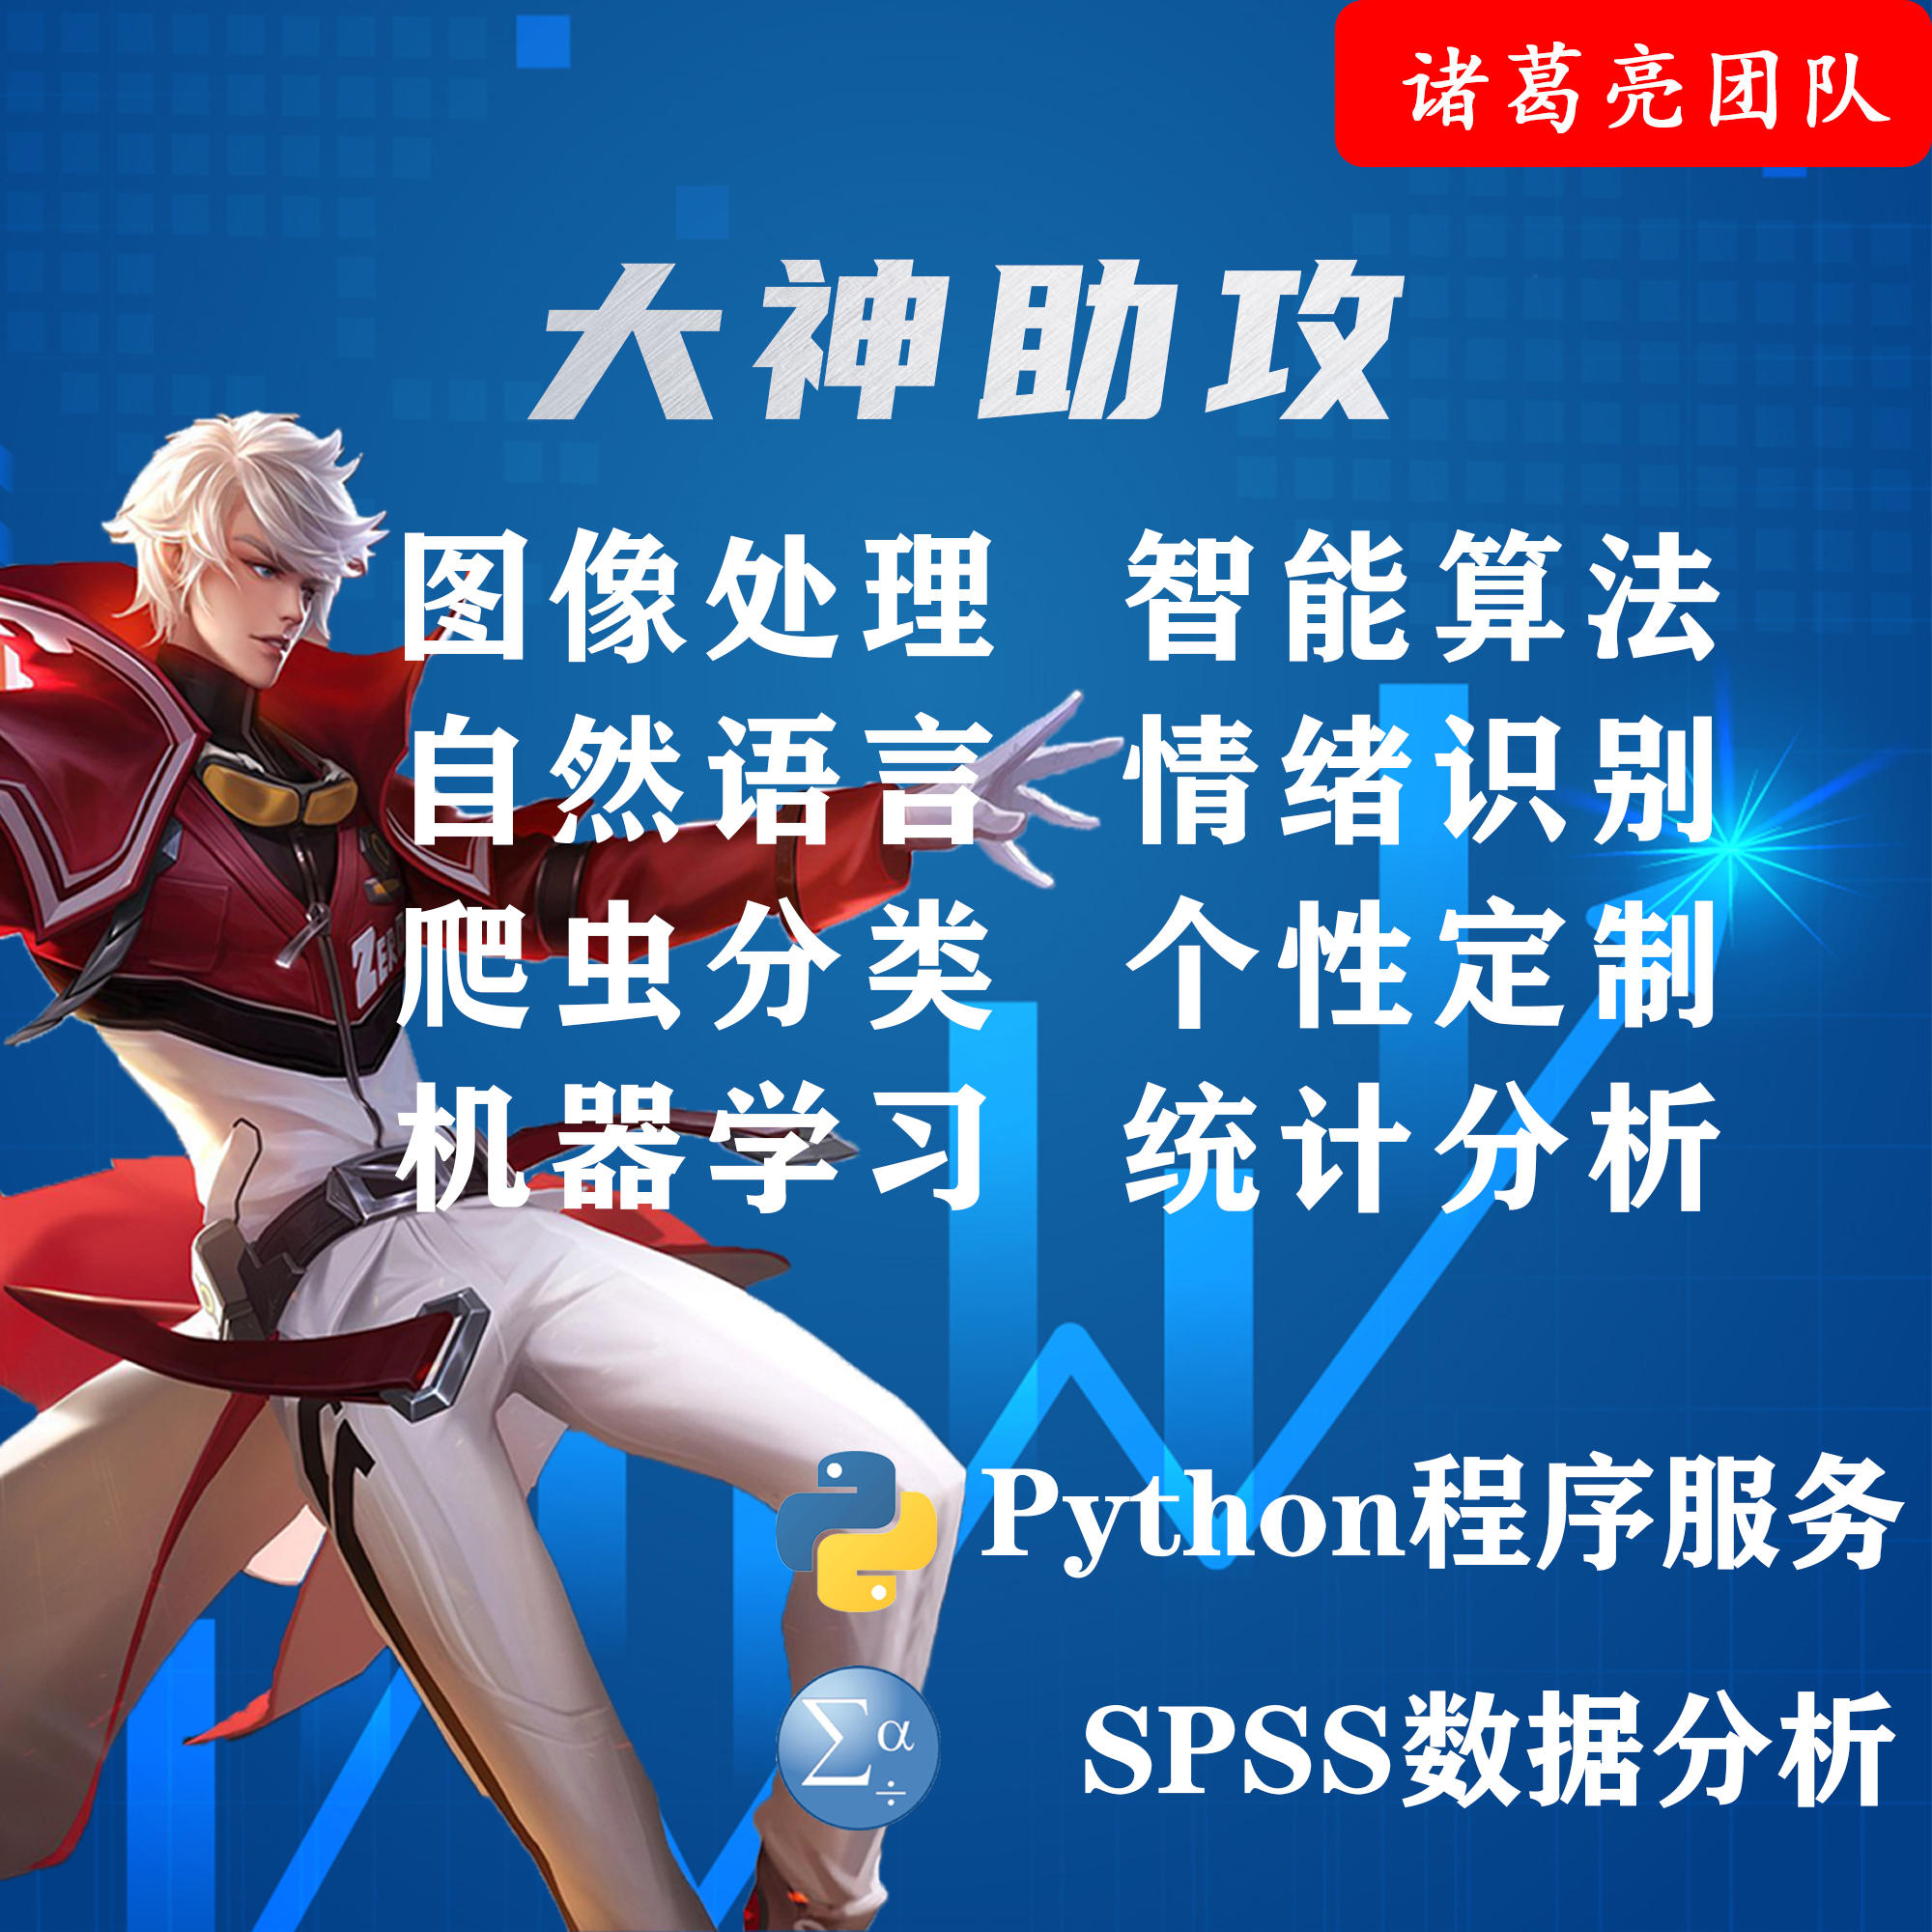 诸葛亮团队
大神助攻
图像处理 智能算法
自然语言 情绪识别
爬虫分类 个性定制
机器学习 统计分析
Python程序服务
Σα÷
SPSS数据分析